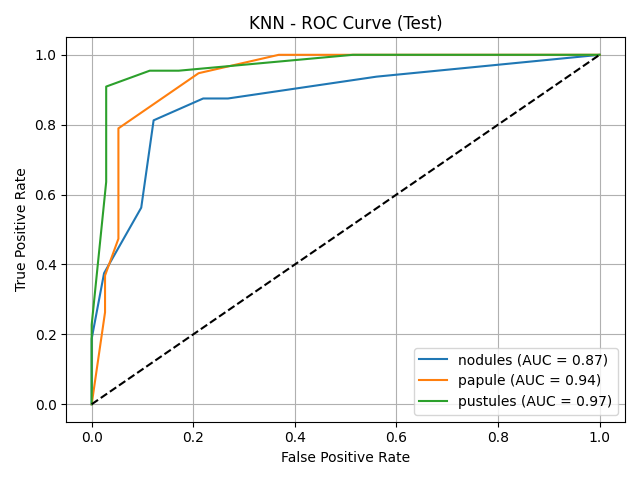 KNN - ROC Curve (Test)
True Positive Rate
1.0
0.8
0.6
0.4
0.2
0.0
0.0 0.2 0.4 0.6 0.8 1.0
False Positive Rate
nodules (AUC = 0.87)
papule (AUC = 0.94)
pustules (AUC = 0.97)